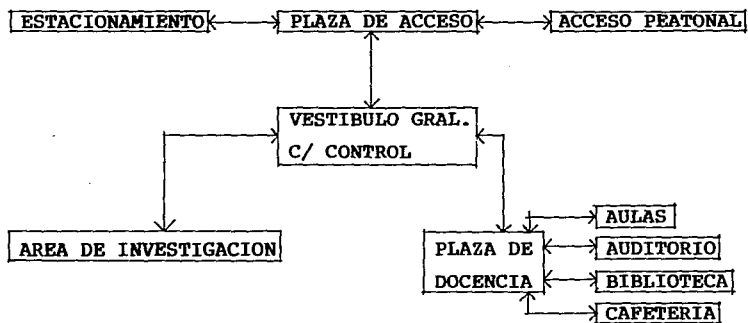 ESTACIONAMIENTO PLAZA DE ACCESO ACCESO PEATONAL
VESTIBULO GRAL.
C/ CONTROL
AREA DE INVESTIGACION
PLAZA DE
DOCENCIA
AULAS
AUDITORIO
BIBLIOTECA
CAFETERIA